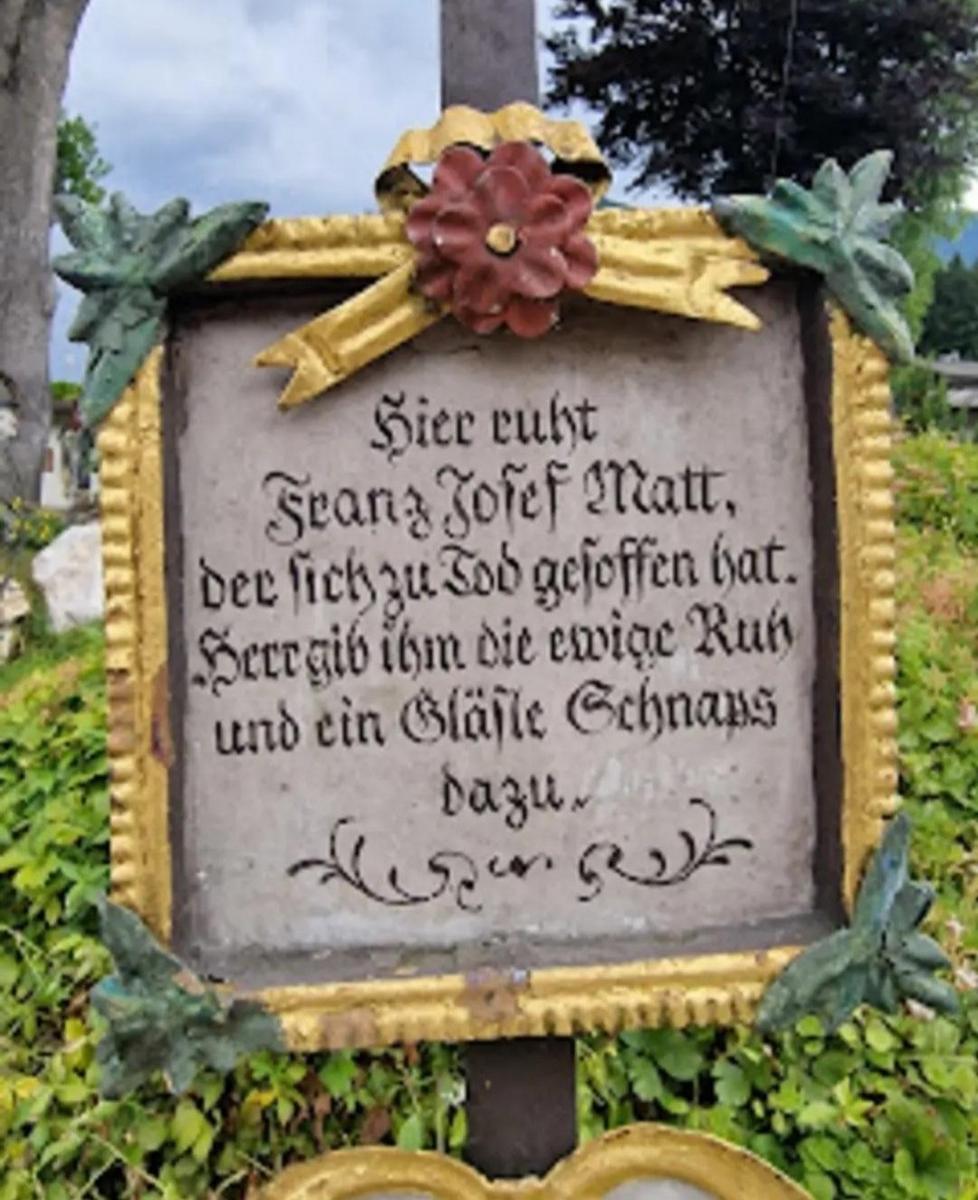 Hier ruht
Franz Josef Matt,
der sich zu Tod gesoffen hat.
Herr gib ihm die ewige Ruh
und ein Gläsle Schnaps
dazu.